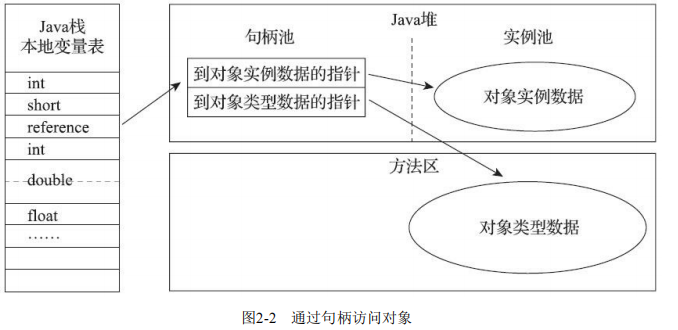 Java栈
本地变量表
int
short
reference
int
double
float
……
Java堆
句柄池
实例池
到对象实例数据的指针
到对象类型数据的指针
对象实例数据
方法区
对象类型数据
图2-2 通过句柄访问对象